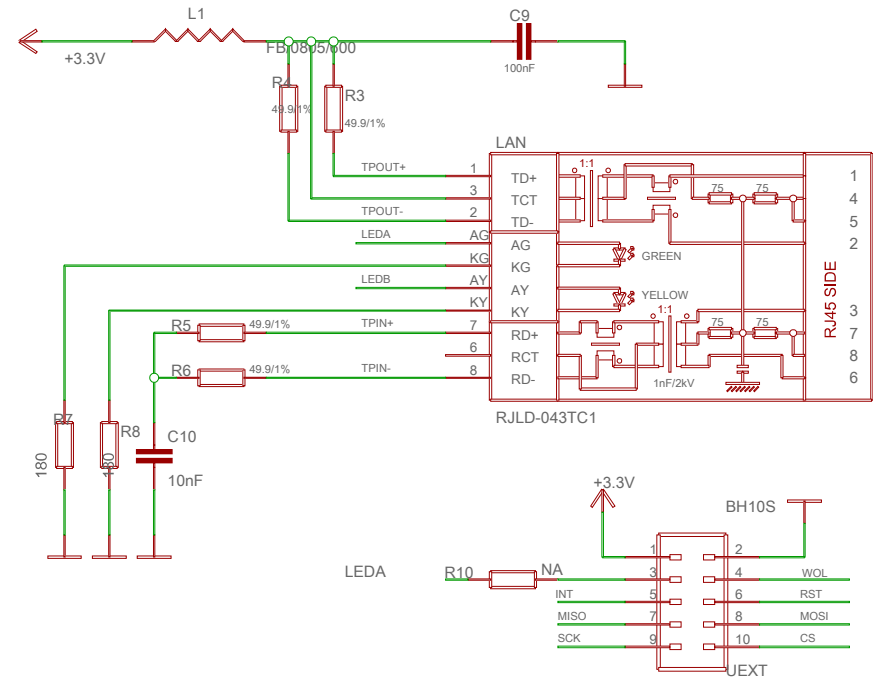 L1
C9
+3.3V
FB/0805/600
100nF
R4
49.9/1%
R3
49.9/1%
LAN
TPOUT+
1
TD+
1:1
75
75
1
3
TCT
4
TPOUT-
2
TD-
5
LEDA
AG
AG
2
KG
KG
GREEN
LEDB
AY
AY
YELLOW
KY
KY
1:1
3
R5
49.9/1%
TPIN+
7
RD+
75
75
7
6
RCT
8
R6
49.9/1%
TPIN-
8
RD-
1nF/2kV
6
RJ45 SIDE
RJLD-043TC1
R7
180
R8
180
C10
10nF
+3.3V
BH10S
1
2
LEDA
R10
NA
3
4
WOL
INT
5
6
RST
MISO
7
8
MOSI
SCK
9
10
CS
UEXT